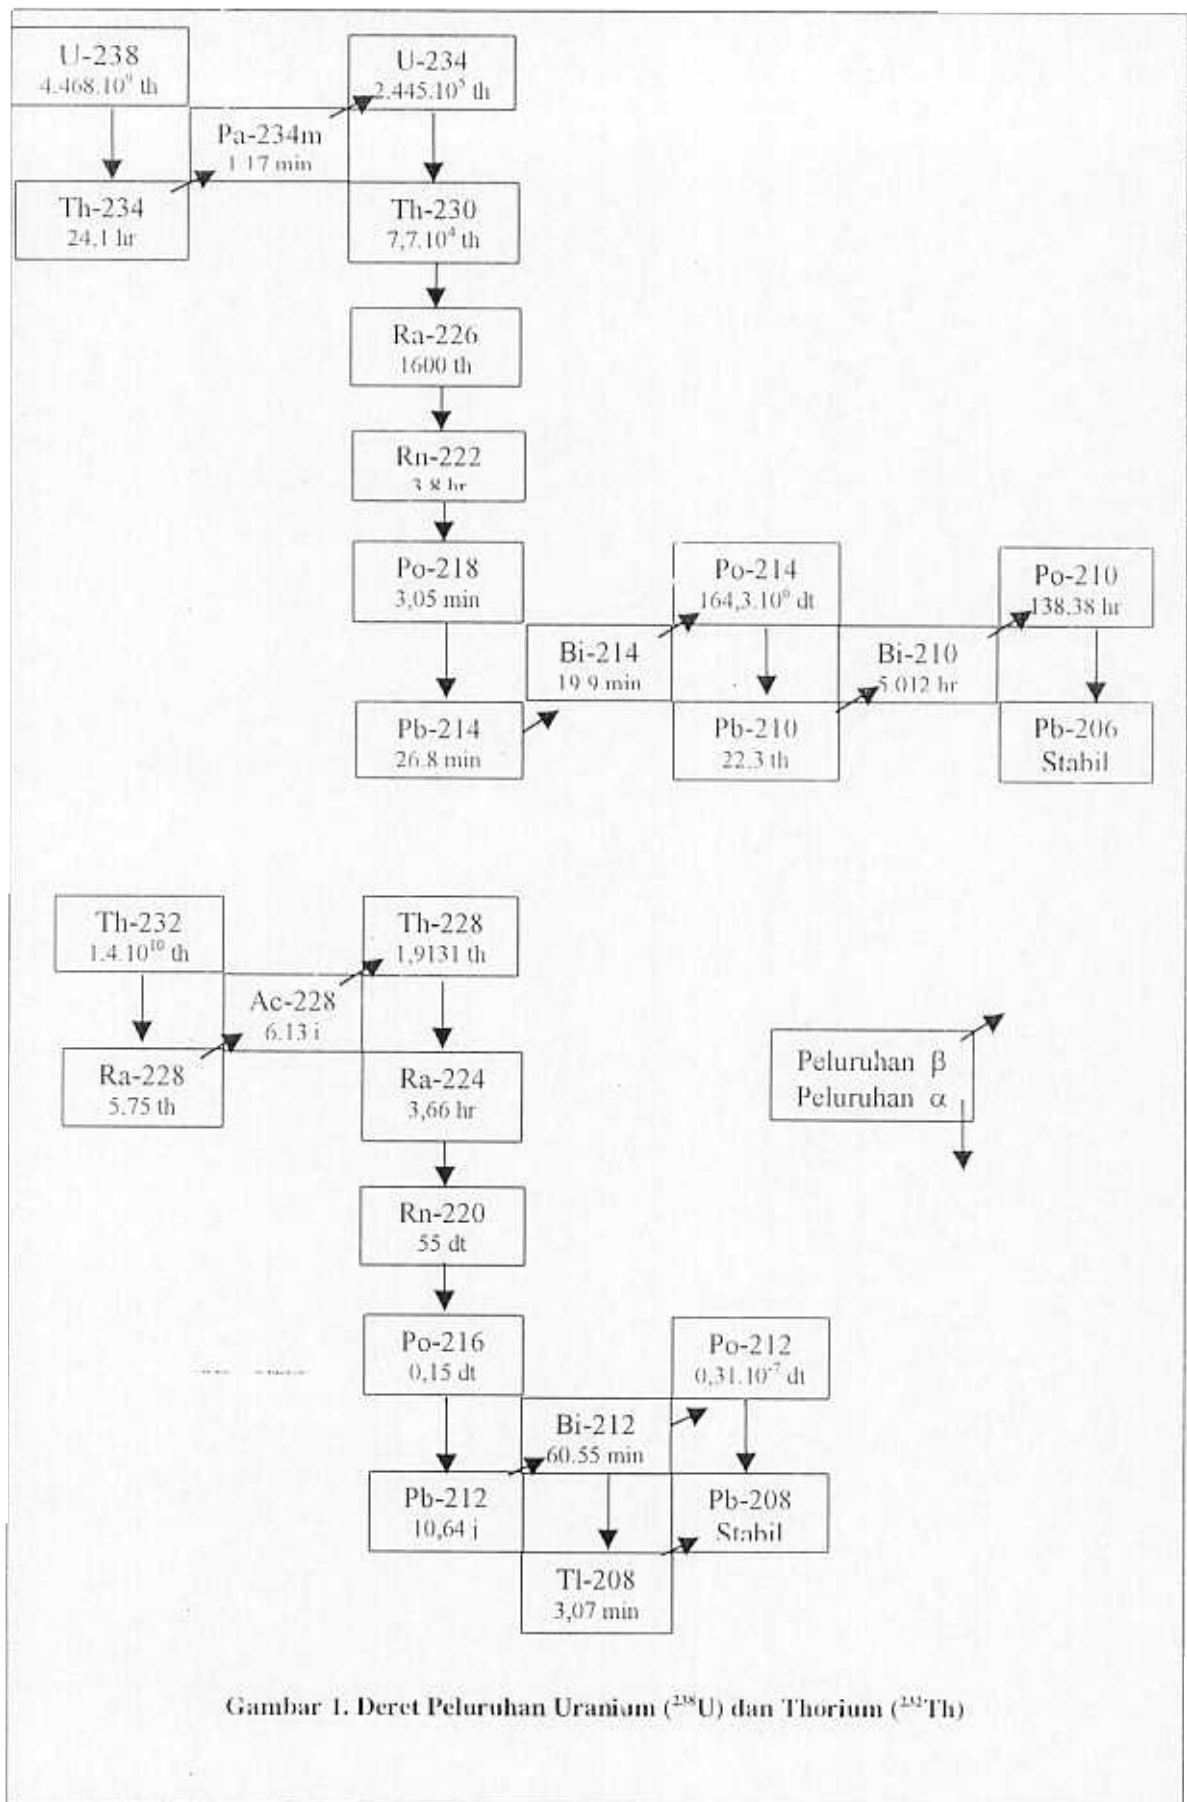 U-238
4.468.10⁹ th
U-234
2.445.10⁵ th
Pa-234m
1.17 min
Th-234
24,1 hr
Th-230
7,7.10⁴ th
Ra-226
1600 th
Rn-222
3.8 hr
Po-218
3,05 min
Po-214
164,3.10⁶ dt
Po-210
138.38 hr
Bi-214
19.9 min
Bi-210
5.012 hr
Pb-214
26.8 min
Pb-210
22.3 th
Pb-206
Stabil
Th-232
1.4.10¹⁰ th
Th-228
1,9131 th
Ac-228
6.13 j
Ra-228
5.75 th
Ra-224
3,66 hr
Peluruhan β
Peluruhan α
Rn-220
55 dt
Po-216
0,15 dt
Po-212
0,31.10⁻⁷ dt
Bi-212
60.55 min
Pb-212
10,64 j
Pb-208
Stabil
Tl-208
3,07 min
Gambar 1. Deret Peluruhan Uranium (²³⁸U) dan Thorium (²³²Th)